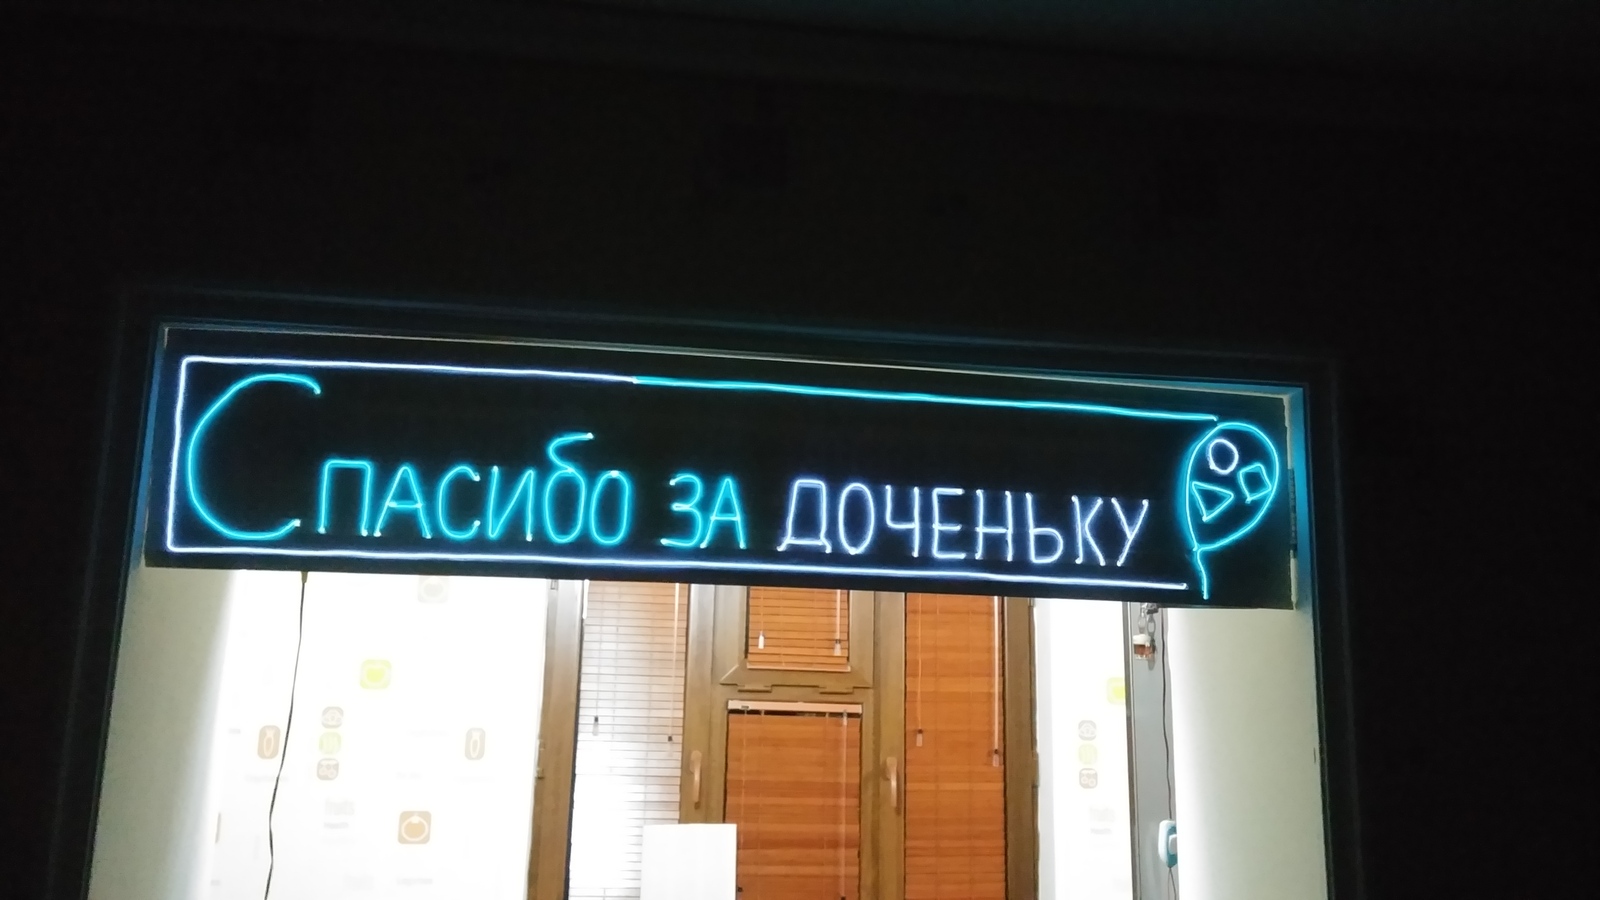 Спасибо за доченьку